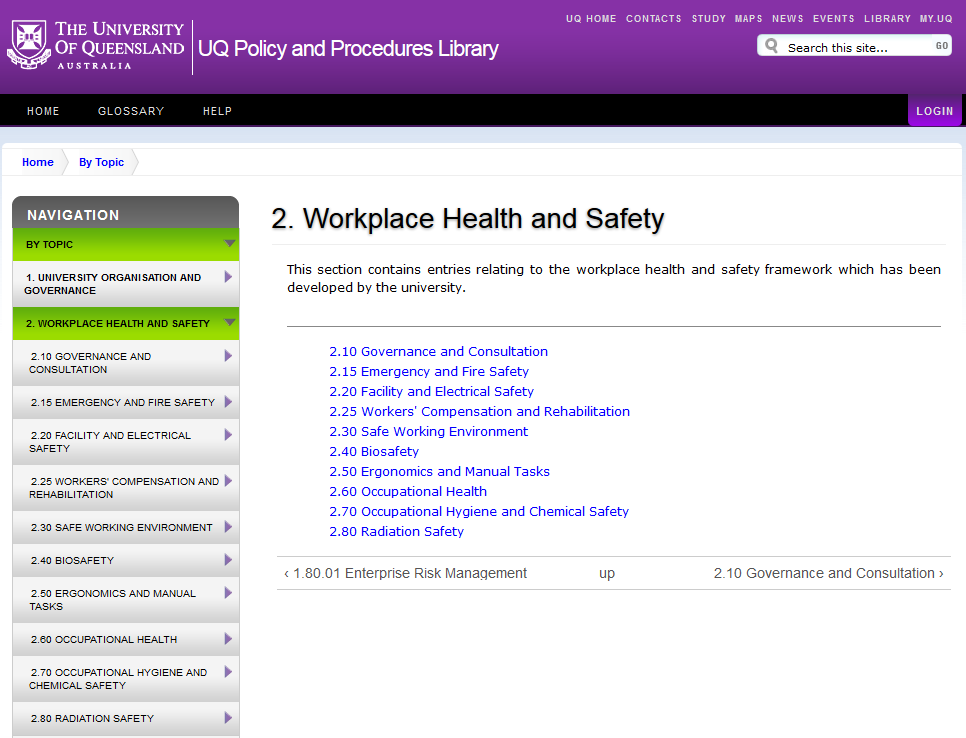 THE UNIVERSITY
OF QUEENSLAND
AUSTRALIA
UQ Policy and Procedures Library
UQ HOME CONTACTS STUDY MAPS NEWS EVENTS LIBRARY MY.UQ
Search this site... GO
HOME GLOSSARY HELP LOGIN
Home By Topic
NAVIGATION
BY TOPIC
1. UNIVERSITY ORGANISATION AND
GOVERNANCE
2. WORKPLACE HEALTH AND SAFETY
2.10 GOVERNANCE AND
CONSULTATION
2.15 EMERGENCY AND FIRE SAFETY
2.20 FACILITY AND ELECTRICAL
SAFETY
2.25 WORKERS' COMPENSATION AND
REHABILITATION
2.30 SAFE WORKING ENVIRONMENT
2.40 BIOSAFETY
2.50 ERGONOMICS AND MANUAL
TASKS
2.60 OCCUPATIONAL HEALTH
2.70 OCCUPATIONAL HYGIENE AND
CHEMICAL SAFETY
2.80 RADIATION SAFETY
2. Workplace Health and Safety
This section contains entries relating to the workplace health and safety framework which has been
developed by the university.
2.10 Governance and Consultation
2.15 Emergency and Fire Safety
2.20 Facility and Electrical Safety
2.25 Workers' Compensation and Rehabilitation
2.30 Safe Working Environment
2.40 Biosafety
2.50 Ergonomics and Manual Tasks
2.60 Occupational Health
2.70 Occupational Hygiene and Chemical Safety
2.80 Radiation Safety
‹ 1.80.01 Enterprise Risk Management up 2.10 Governance and Consultation ›